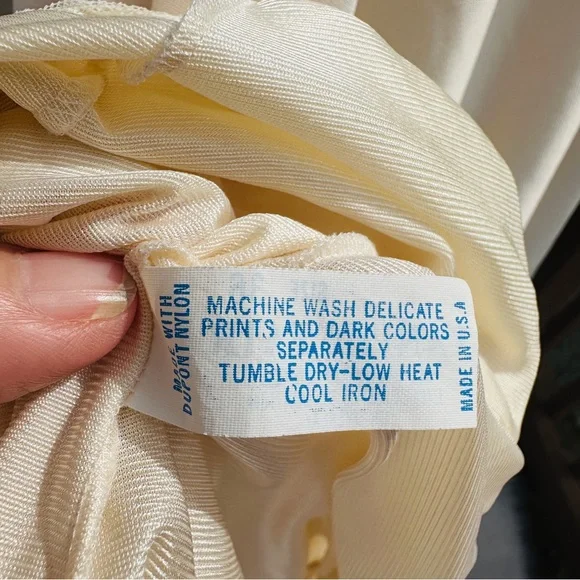 MADE WITH
DUPONT NYLON
MACHINE WASH DELICATE
PRINTS AND DARK COLORS
SEPARATELY
TUMBLE DRY-LOW HEAT
COOL IRON
MADE IN U.S.A